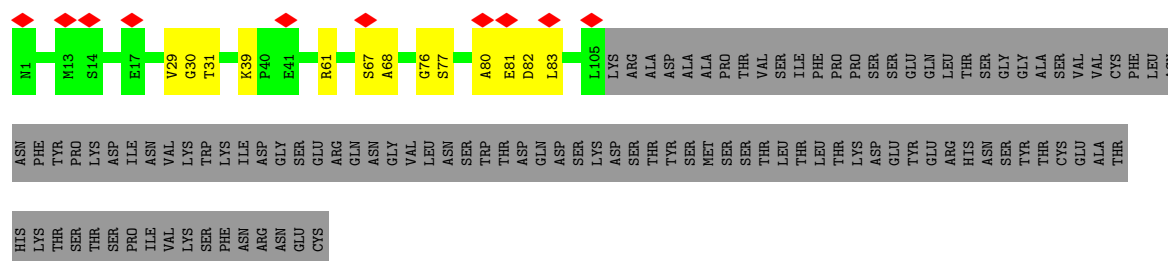 N1 M13 S14 E17 V29 G30 T31 K39 P40 E41 R61 S67 A68 G76 S77 A80 E81 D82 L83 L105 LYS ARG ALA ASP ALA ALA PRO THR VAL SER ILE PHE PRO PRO SER SER GLU GLN LEU THR SER GLY GLY ALA SER VAL VAL CYS PHE LEU
ASN PHE TYR PRO LYS ASP ILE ASN VAL LYS TRP LYS ILE ASP GLY SER GLU ARG GLN ASN GLY VAL LEU ASN SER TRP THR ASP GLN ASP SER LYS ASP SER THR TYR SER MET SER SER THR LEU THR LEU THR LYS ASP GLU TYR GLU ARG HIS ASN SER TYR THR CYS GLU ALA THR
HIS LYS THR SER THR SER PRO ILE VAL LYS SER PHE ASN ARG ASN GLU CYS